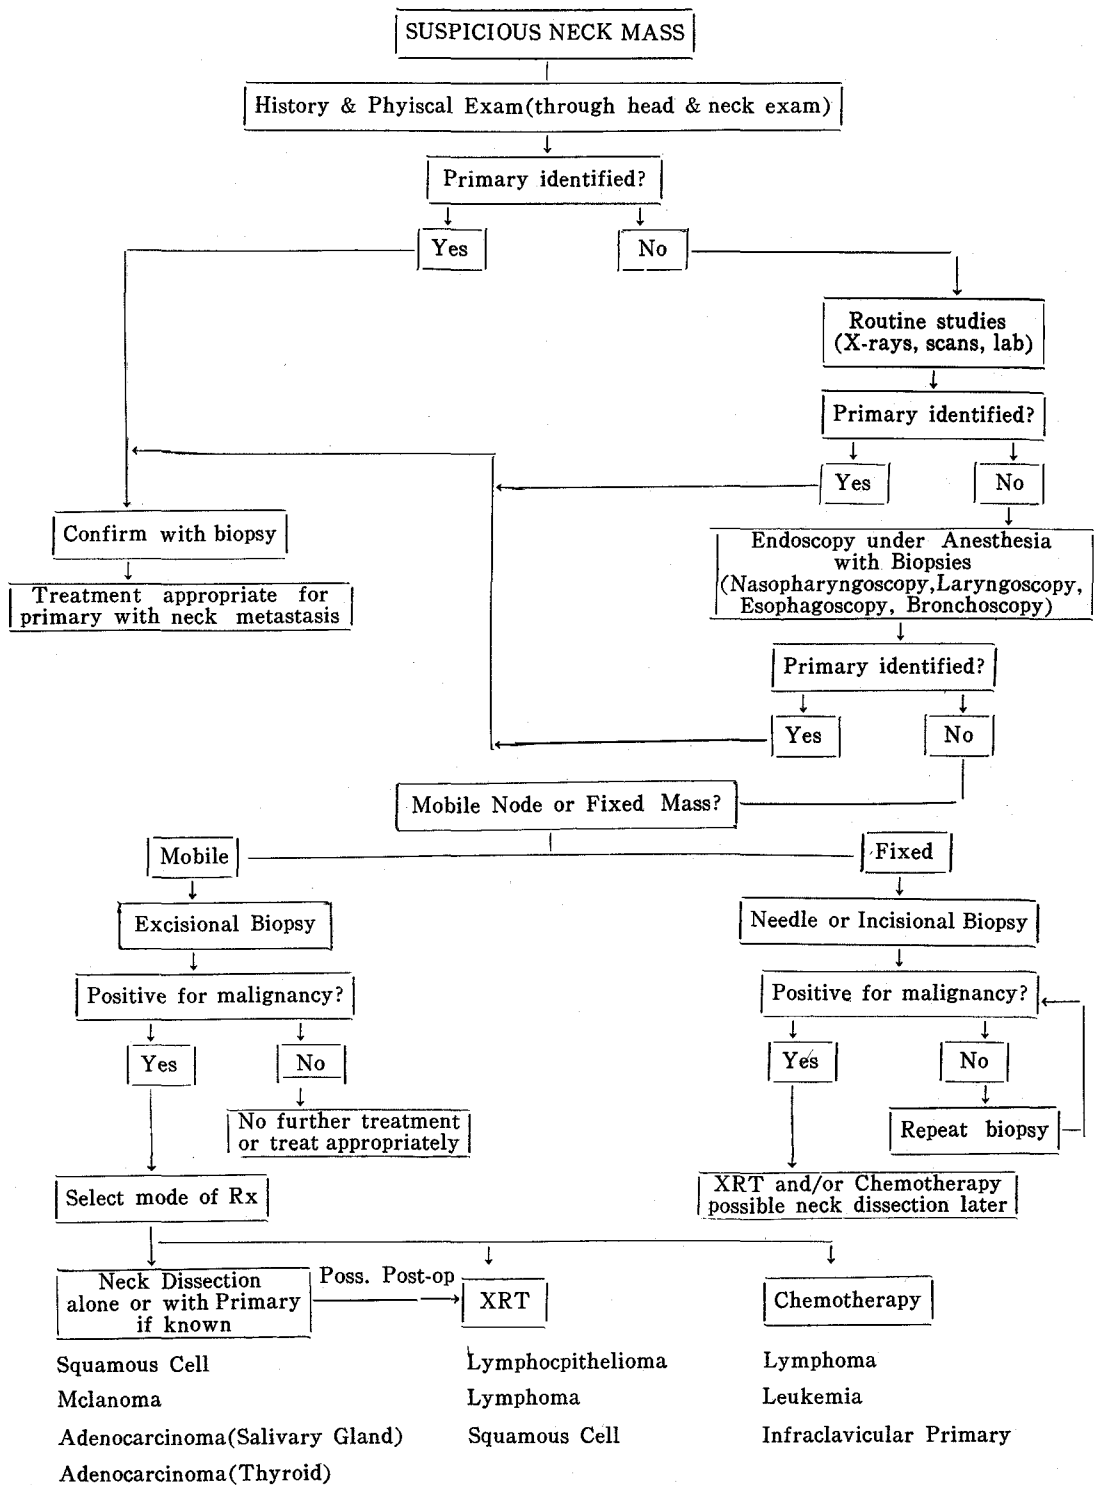 SUSPICIOUS NECK MASS
History & Phyiscal Exam(through head & neck exam)
Primary identified?
Yes
No
Routine studies
(X-rays, scans, lab)
Primary identified?
Yes
No
Confirm with biopsy
Treatment appropriate for
primary with neck metastasis
Endoscopy under Anesthesia
with Biopsies
(Nasopharyngoscopy,Laryngoscopy,
Esophagoscopy, Bronchoscopy)
Primary identified?
Yes
No
Mobile Node or Fixed Mass?
Mobile
Fixed
Excisional Biopsy
Needle or Incisional Biopsy
Positive for malignancy?
Positive for malignancy?
Yes
No
Yes
No
No further treatment
or treat appropriately
Repeat biopsy
Select mode of Rx
XRT and/or Chemotherapy
possible neck dissection later
Neck Dissection
alone or with Primary
if known
Poss. Post-op
XRT
Chemotherapy
Squamous Cell
Mclanoma
Adenocarcinoma(Salivary Gland)
Adenocarcinoma(Thyroid)
Lymphocpithelioma
Lymphoma
Squamous Cell
Lymphoma
Leukemia
Infraclavicular Primary